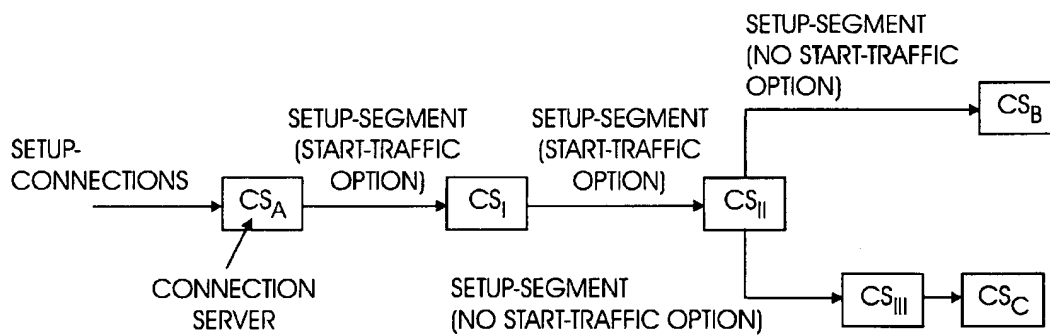 SETUP-SEGMENT
(NO START-TRAFFIC
OPTION)
CS_B
SETUP-
CONNECTIONS
SETUP-SEGMENT
(START-TRAFFIC
OPTION)
SETUP-SEGMENT
(START-TRAFFIC
OPTION)
CS_A
CS_I
CS_II
CONNECTION
SERVER
SETUP-SEGMENT
(NO START-TRAFFIC OPTION)
CS_III
CS_C